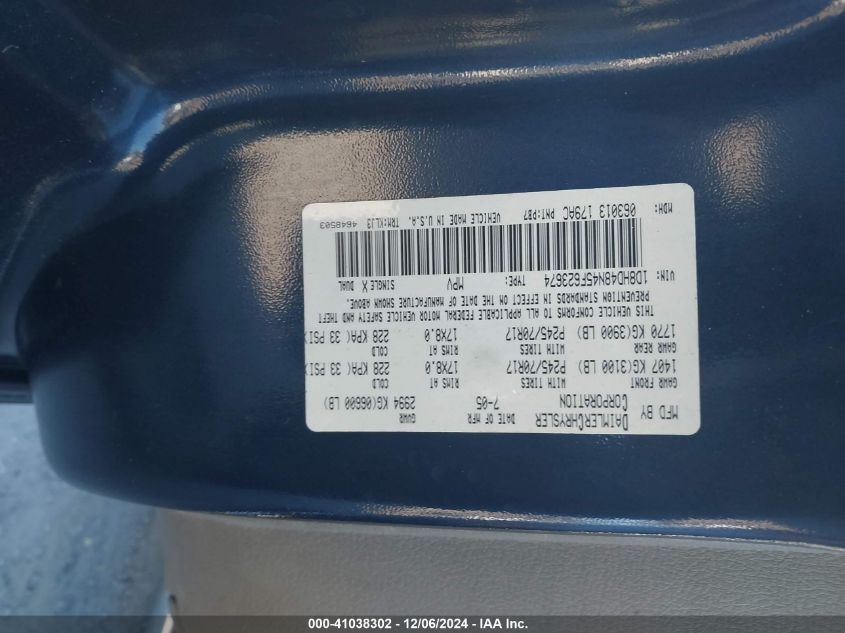 MFD BY DAIMLERCHRYSLER CORPORATION DATE OF MFR 7-05 GVWR 2994 KG(06600 LB)
GAWR FRONT WITH TIRES RIMS AT COLD
1407 KG(3100 LB) P245/70R17 17X8.0 228 KPA( 33 PSI)
GAWR REAR WITH TIRES RIMS AT COLD
1770 KG(3900 LB) P245/70R17 17X8.0 228 KPA( 33 PSI)
THIS VEHICLE CONFORMS TO ALL APPLICABLE FEDERAL MOTOR VEHICLE SAFETY AND THEFT
PREVENTION STANDARDS IN EFFECT ON THE DATE OF MANUFACTURE SHOWN ABOVE.
VIN: 1D8HD48N45F623674 TYPE: MPV SINGLE X DUAL
MDH: 063013 179AC PNT:PB7 VEHICLE MADE IN U.S.A. TRM:KLJ3 4648503
000-41038302 - 12/06/2024 - IAA Inc.